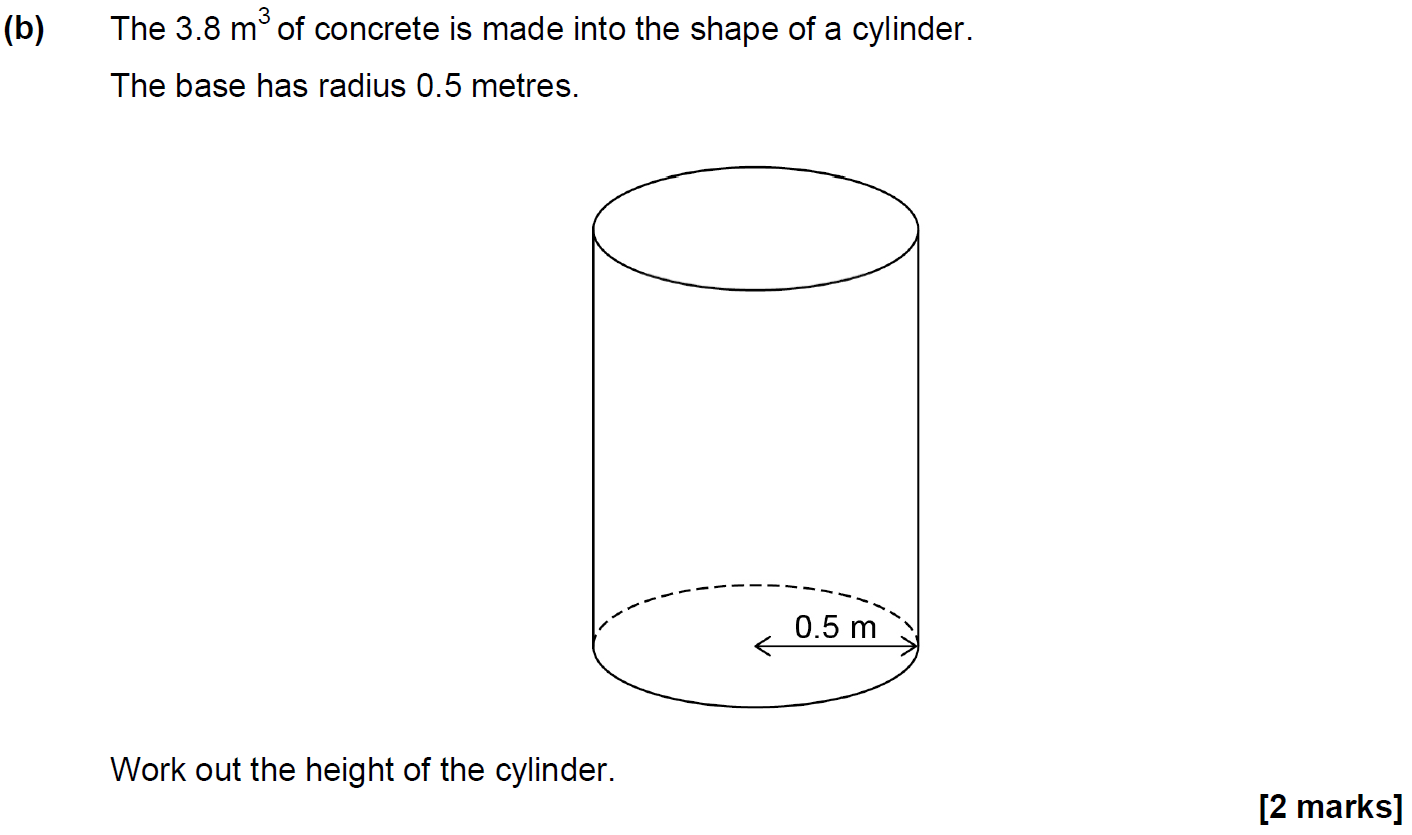 (b) The 3.8 m³ of concrete is made into the shape of a cylinder.
The base has radius 0.5 metres.
0.5 m
Work out the height of the cylinder.
[2 marks]